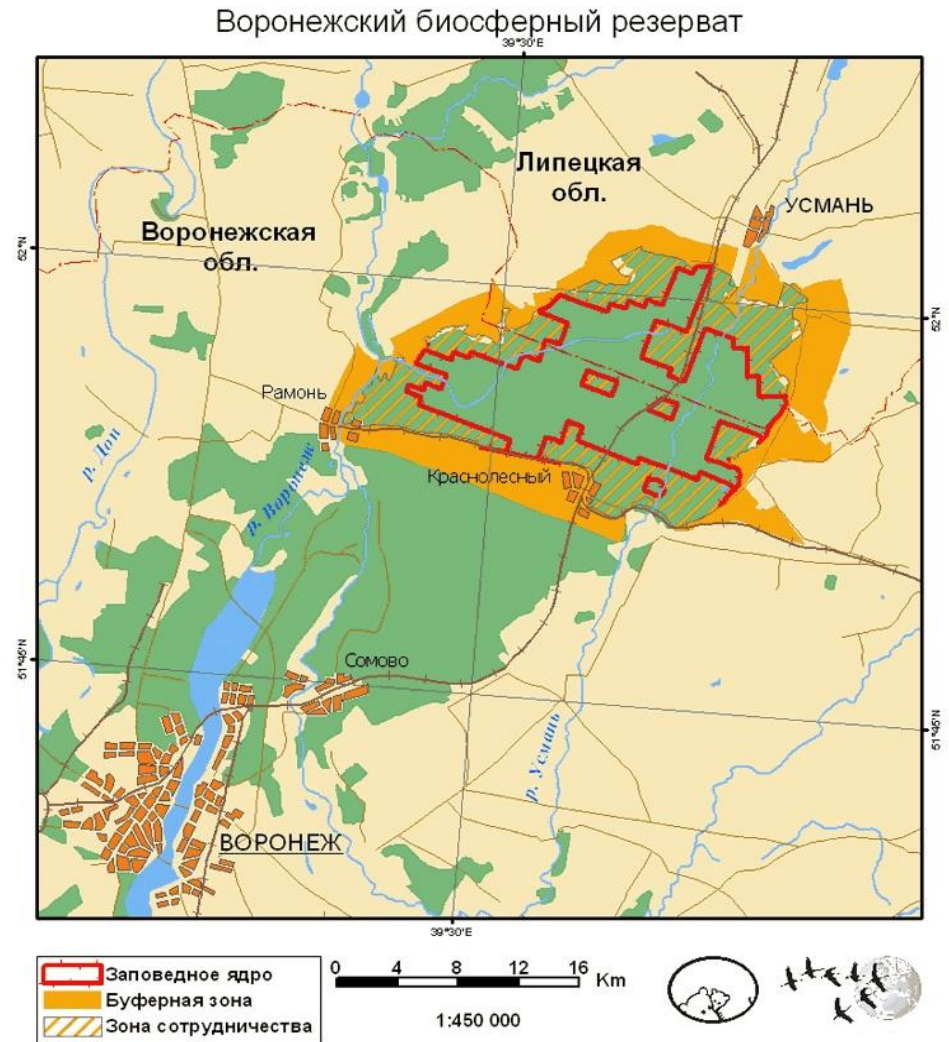 Воронежский биосферный резерват
39°30'E
Липецкая
обл.
УСМАНЬ
Воронежская
обл.
52°N
52°N
Рамонь
р. Дон
р. Воронеж
Краснолесный
51°45'N
Сомово
51°45'N
р. Усмань
ВОРОНЕЖ
39°30'E
Заповедное ядро
Буферная зона
Зона сотрудничества
0 4 8 12 16 Km
1:450 000